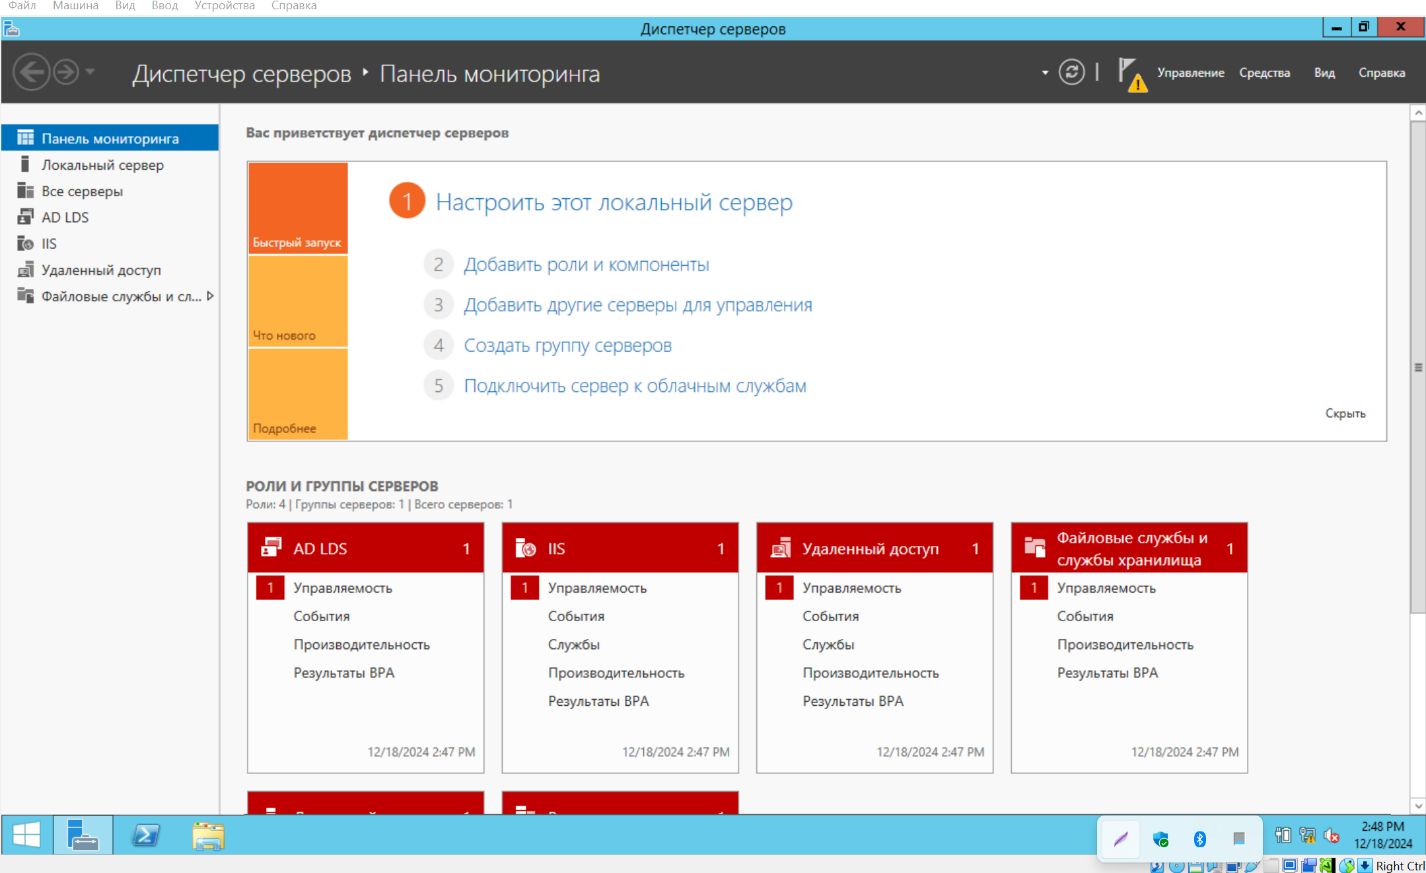 Файл Машина Вид Ввод Устройства Справка
Диспетчер серверов
Диспетчер серверов ‣ Панель мониторинга
Управление Средства Вид Справка
Панель мониторинга
Локальный сервер
Все серверы
AD LDS
IIS
Удаленный доступ
Файловые службы и сл...
Вас приветствует диспетчер серверов
Быстрый запуск
Что нового
Подробнее
1 Настроить этот локальный сервер
2 Добавить роли и компоненты
3 Добавить другие серверы для управления
4 Создать группу серверов
5 Подключить сервер к облачным службам
Скрыть
РОЛИ И ГРУППЫ СЕРВЕРОВ
Роли: 4 | Группы серверов: 1 | Всего серверов: 1
AD LDS 1
1 Управляемость
События
Производительность
Результаты BPA
12/18/2024 2:47 PM
IIS 1
1 Управляемость
События
Службы
Производительность
Результаты BPA
12/18/2024 2:47 PM
Удаленный доступ 1
1 Управляемость
События
Службы
Производительность
Результаты BPA
12/18/2024 2:47 PM
Файловые службы и
службы хранилища 1
1 Управляемость
События
Производительность
Результаты BPA
12/18/2024 2:47 PM
2:48 PM
12/18/2024
Right Ctrl